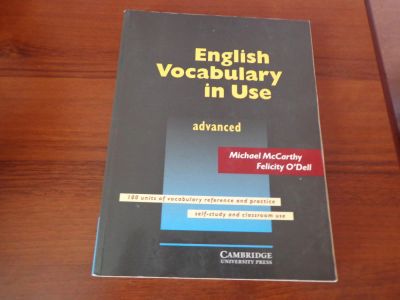 English
Vocabulary
in Use
advanced
Michael McCarthy
Felicity O'Dell
100 units of vocabulary reference and practice
self-study and classroom use
CAMBRIDGE
UNIVERSITY PRESS